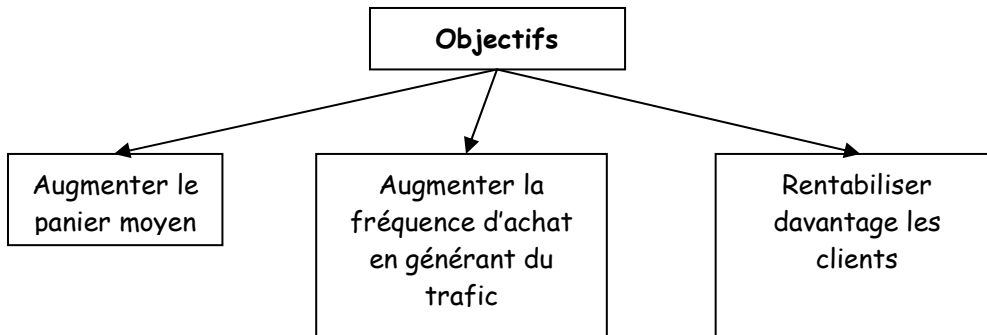 Objectifs
Augmenter le
panier moyen
Augmenter la
fréquence d'achat
en générant du
trafic
Rentabiliser
davantage les
clients